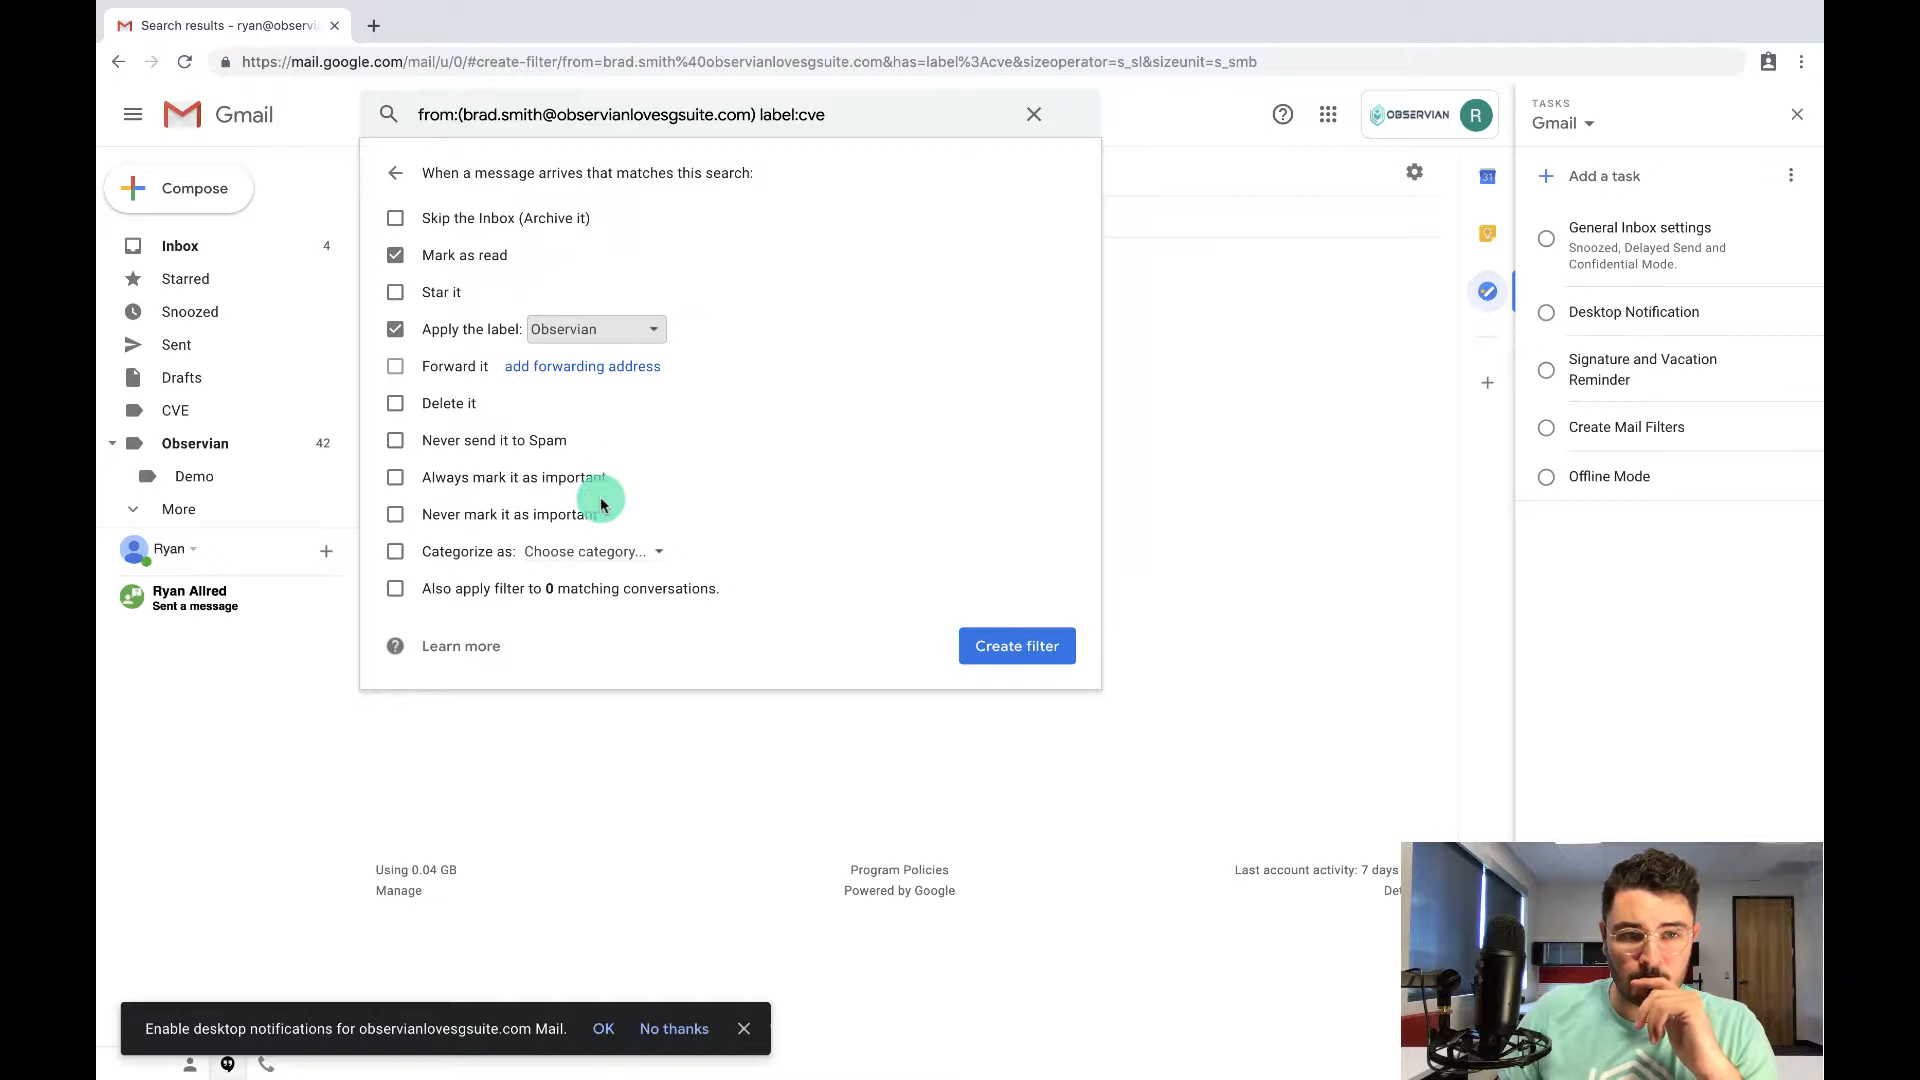 Search results - ryan@observi
https://mail.google.com/mail/u/0/#create-filter/from=brad.smith%40observianlovesgsuite.com&has=label%3Acve&sizeoperator=s_sl&sizeunit=s_smb
Gmail
from:(brad.smith@observianlovesgsuite.com) label:cve
OBSERVIAN
R
TASKS
Gmail
Compose
Inbox 4
Starred
Snoozed
Sent
Drafts
CVE
Observian 42
Demo
More
Ryan
Ryan Allred
Sent a message
When a message arrives that matches this search:
Skip the Inbox (Archive it)
Mark as read
Star it
Apply the label: Observian
Forward it add forwarding address
Delete it
Never send it to Spam
Always mark it as important
Never mark it as important
Categorize as: Choose category...
Also apply filter to 0 matching conversations.
Learn more
Create filter
31
Add a task
General Inbox settings
Snoozed, Delayed Send and
Confidential Mode.
Desktop Notification
Signature and Vacation
Reminder
Create Mail Filters
Offline Mode
Using 0.04 GB
Manage
Program Policies
Powered by Google
Last account activity: 7 days
Det
Enable desktop notifications for observianlovesgsuite.com Mail. OK No thanks